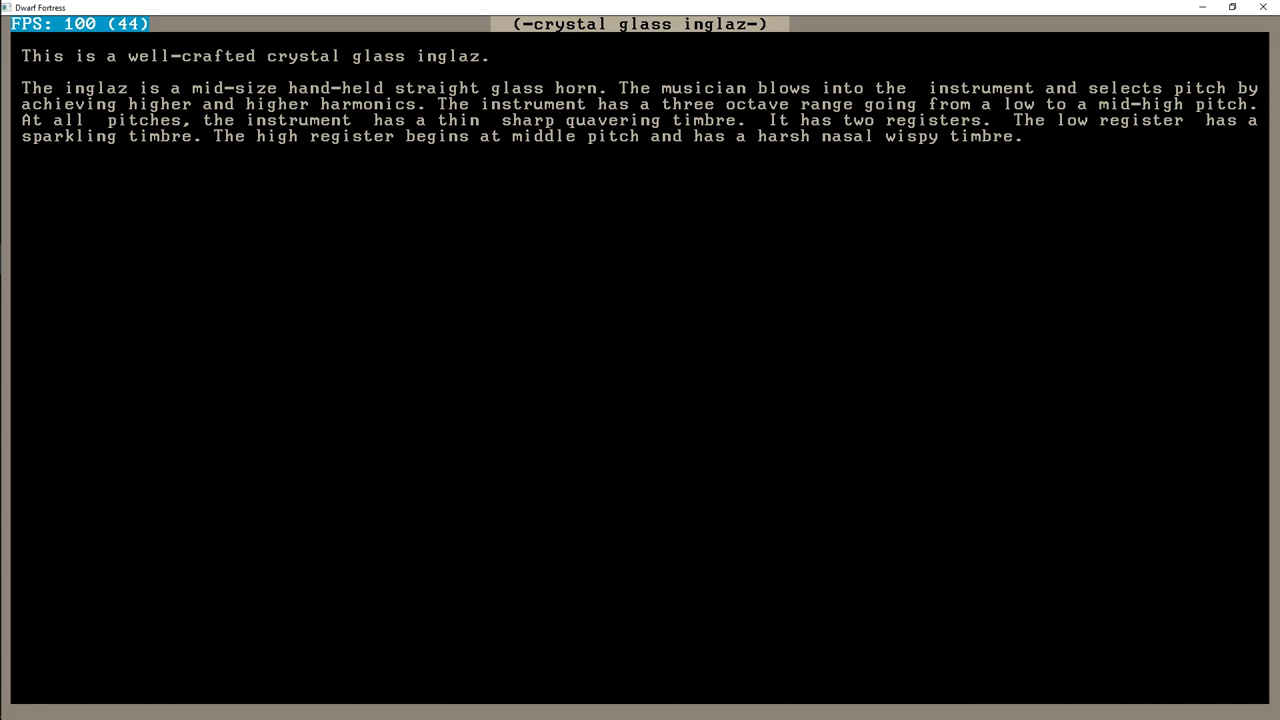 Dwarf Fortress
FPS: 100 (44)
(-crystal glass inglaz-)
This is a well-crafted crystal glass inglaz.
The inglaz is a mid-size hand-held straight glass horn. The musician blows into the  instrument and selects pitch by
achieving higher and higher harmonics. The instrument has a three octave range going from a low to a mid-high pitch.
At all  pitches, the instrument  has a thin  sharp quavering timbre.  It has two registers.  The low register  has a
sparkling timbre. The high register begins at middle pitch and has a harsh nasal wispy timbre.